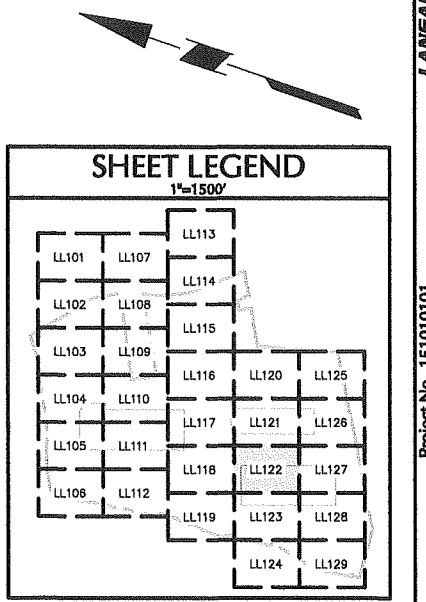 SHEET LEGEND
1"=1500'
LL113
LL101 LL107
LL114
LL102 LL108
LL115
LL103 LL109
LL116 LL120 LL125
LL104 LL110
LL117 LL121 LL126
LL105 LL111
LL118 LL122 LL127
LL106 LL112
LL119 LL123 LL128
LL124 LL129
Project No. 151010101